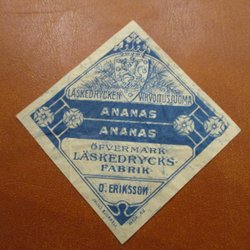 LÄSKEDRYCKEN VIRVOITUSJUOMA
ANANAS
ANANAS
ÖFVERMARK
LÄSKEDRYCKS-
FABRIK
O. ERIKSSON